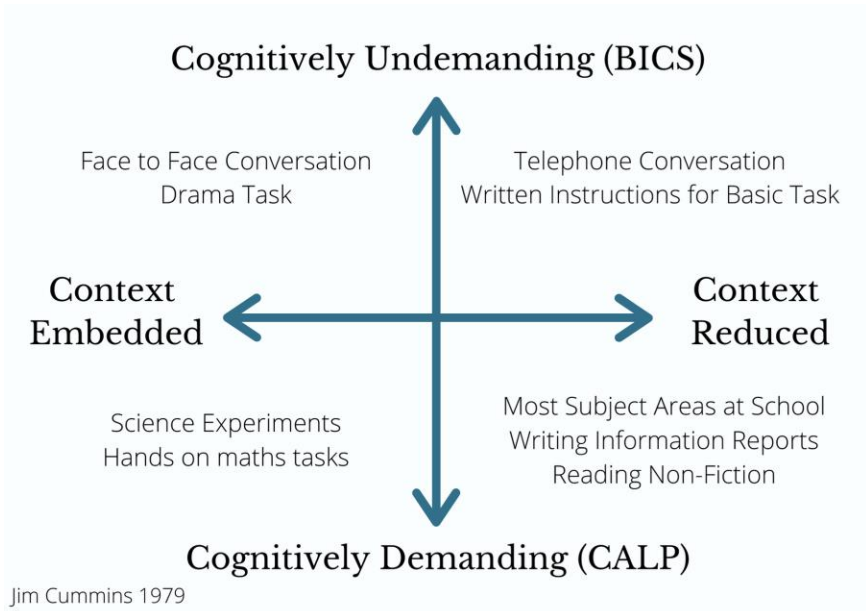 Cognitively Undemanding (BICS)
Face to Face Conversation
Drama Task
Telephone Conversation
Written Instructions for Basic Task
Context
Embedded
Context
Reduced
Science Experiments
Hands on maths tasks
Most Subject Areas at School
Writing Information Reports
Reading Non-Fiction
Cognitively Demanding (CALP)
Jim Cummins 1979